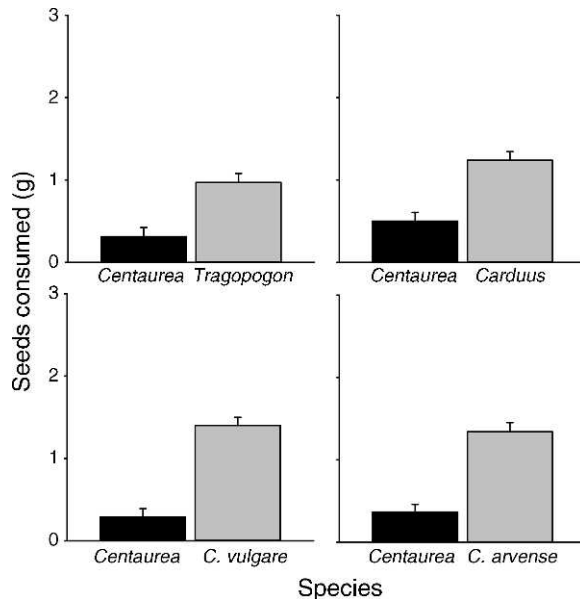 3
2
1
0
Centaurea Tragopogon
Centaurea Carduus
Seeds consumed (g)
3
2
1
0
Centaurea C. vulgare
Centaurea C. arvense
Species